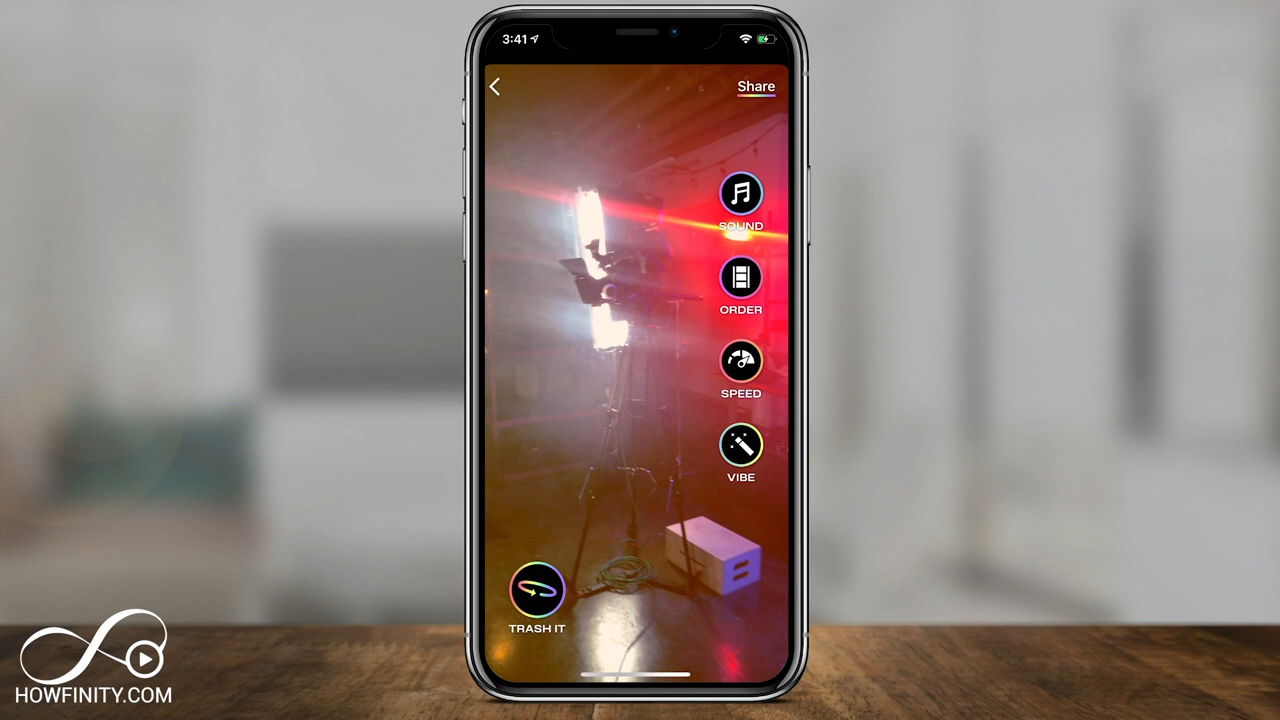 3:41
Share
SOUND
ORDER
SPEED
VIBE
TRASH IT
HOWFINITY.COM